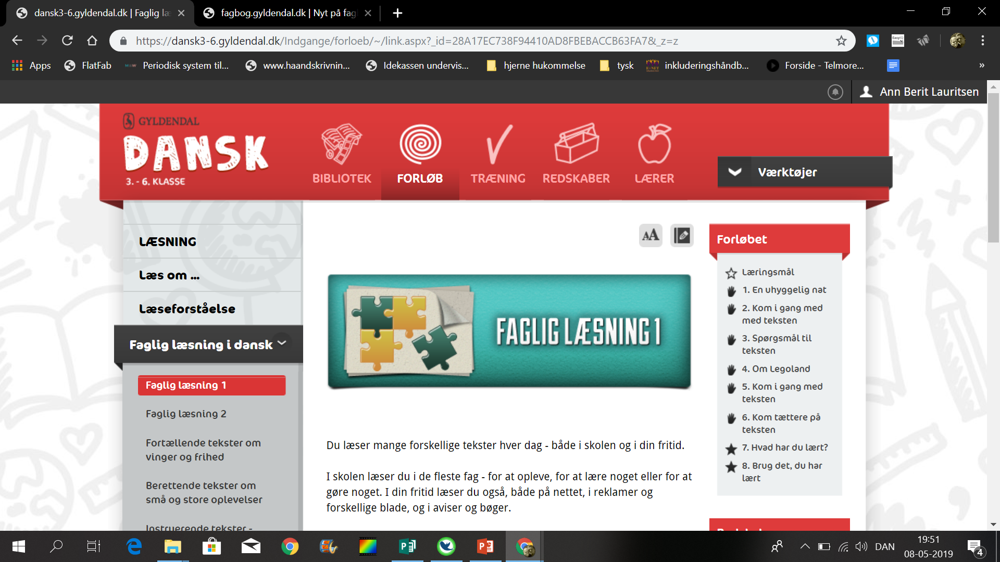 dansk3-6.gyldendal.dk | Faglig læ
fagbog.gyldendal.dk | Nyt på fag
https://dansk3-6.gyldendal.dk/Indgange/forloeb/~/link.aspx?_id=28A17EC738F94410AD8FBEBACCB63FA7&_z=z
Apps
FlatFab
Periodisk system til...
www.haandskrivnin...
Idekassen undervis...
hjerne hukommelse
tysk
inkluderingshåndb...
Forside - Telmore...
»
Ann Berit Lauritsen
GYLDENDAL
DANSK
3. - 6. KLASSE
BIBLIOTEK
FORLØB
TRÆNING
REDSKABER
LÆRER
Værktøjer
LÆSNING
Læs om ...
Læseforståelse
Faglig læsning i dansk
Faglig læsning 1
Faglig læsning 2
Fortællende tekster om
vinger og frihed
Berettende tekster om
små og store oplevelser
Instruerende tekster -
AA
FAGLIG LÆSNING 1
Du læser mange forskellige tekster hver dag - både i skolen og i din fritid.
I skolen læser du i de fleste fag - for at opleve, for at lære noget eller for at
gøre noget. I din fritid læser du også, både på nettet, i reklamer og
forskellige blade, og i aviser og bøger.
Forløbet
Læringsmål
1. En uhyggelig nat
2. Kom i gang med
med teksten
3. Spørgsmål til
teksten
4. Om Legoland
5. Kom i gang med
teksten
6. Kom tættere på
teksten
7. Hvad har du lært?
8. Brug det, du har
lært
DAN
19:51
08-05-2019
4